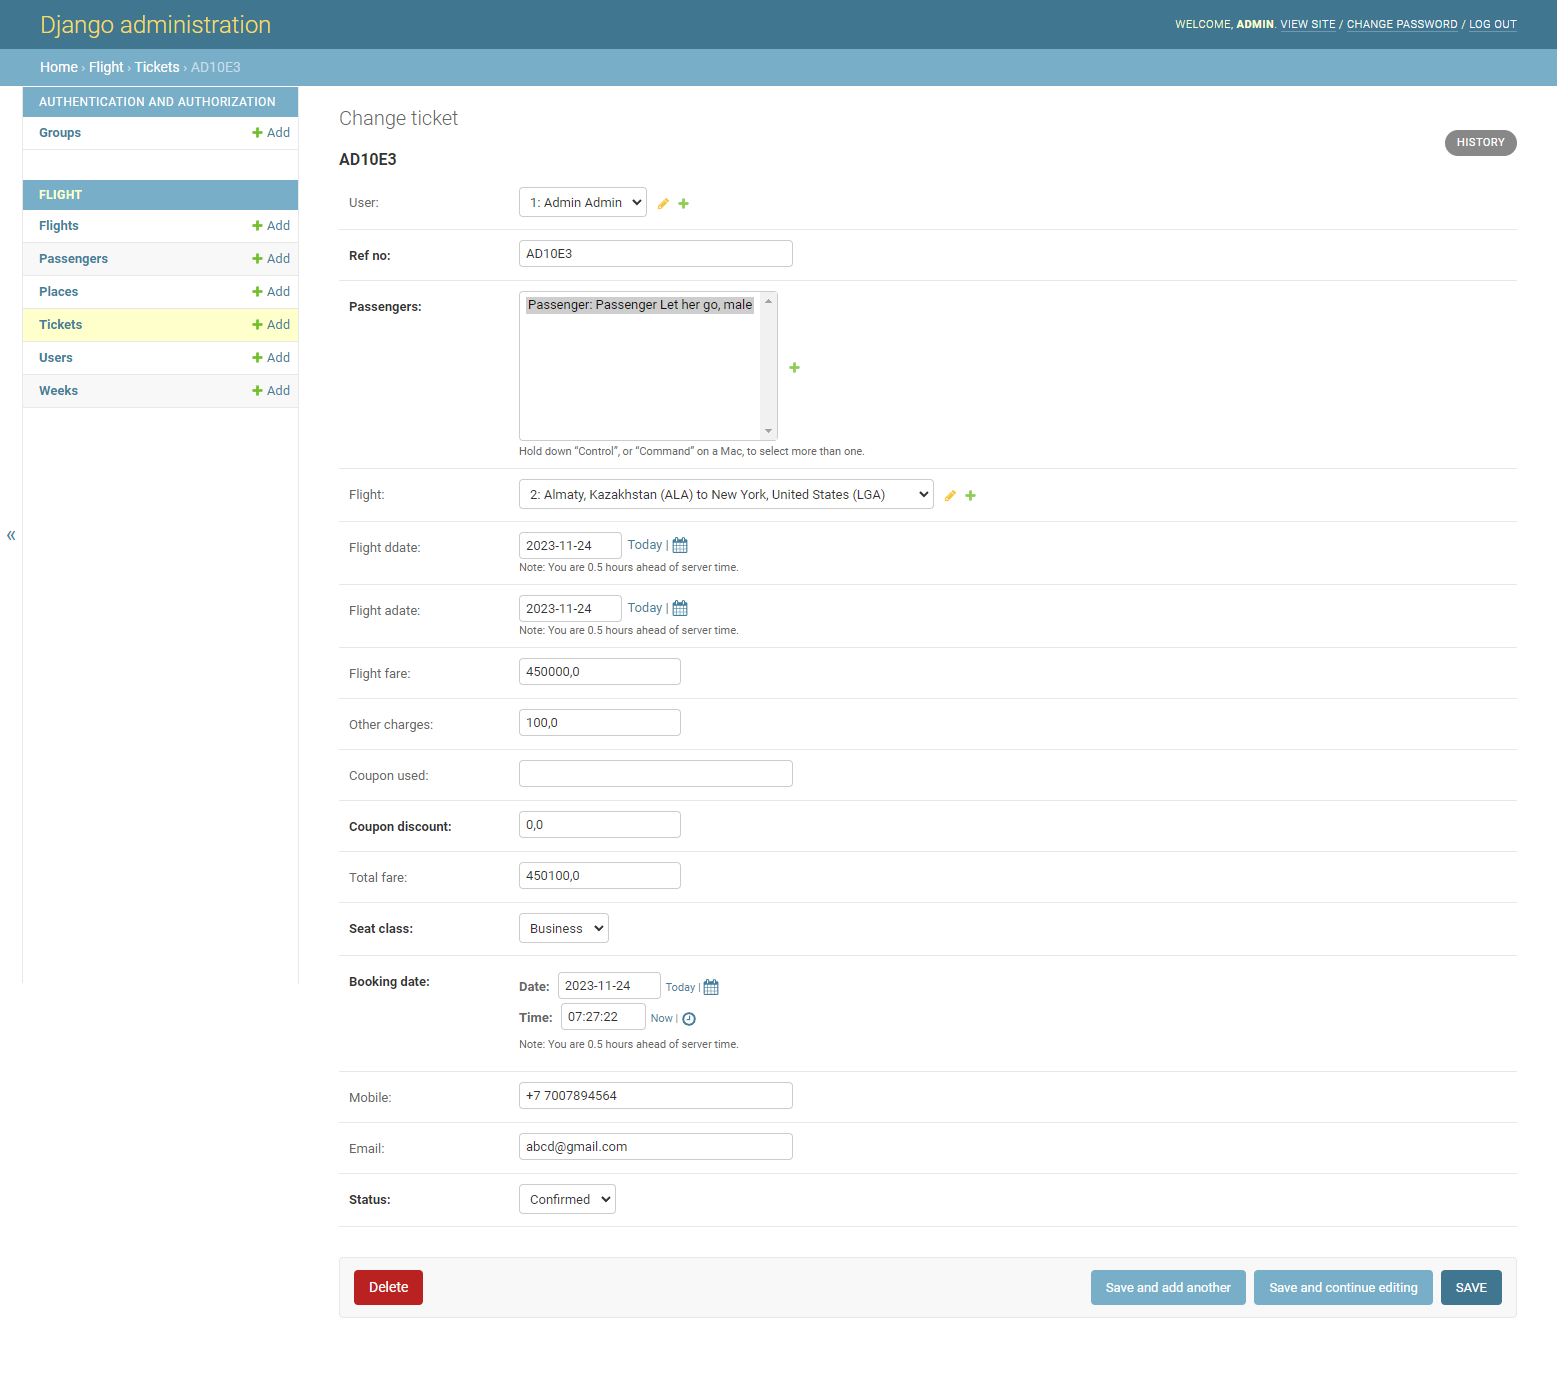 Django administration
WELCOME, ADMIN. VIEW SITE / CHANGE PASSWORD / LOG OUT
Home › Flight › Tickets › AD10E3
AUTHENTICATION AND AUTHORIZATION
Groups Add
FLIGHT
Flights Add
Passengers Add
Places Add
Tickets Add
Users Add
Weeks Add
«
Change ticket
HISTORY
AD10E3
User: 1: Admin Admin
Ref no: AD10E3
Passengers: Passenger: Passenger Let her go, male
Hold down “Control”, or “Command” on a Mac, to select more than one.
Flight: 2: Almaty, Kazakhstan (ALA) to New York, United States (LGA)
Flight ddate: 2023-11-24 Today |
Note: You are 0.5 hours ahead of server time.
Flight adate: 2023-11-24 Today |
Note: You are 0.5 hours ahead of server time.
Flight fare: 450000,0
Other charges: 100,0
Coupon used:
Coupon discount: 0,0
Total fare: 450100,0
Seat class: Business
Booking date: Date: 2023-11-24 Today |
Time: 07:27:22 Now |
Note: You are 0.5 hours ahead of server time.
Mobile: +7 7007894564
Email: abcd@gmail.com
Status: Confirmed
Delete Save and add another Save and continue editing SAVE